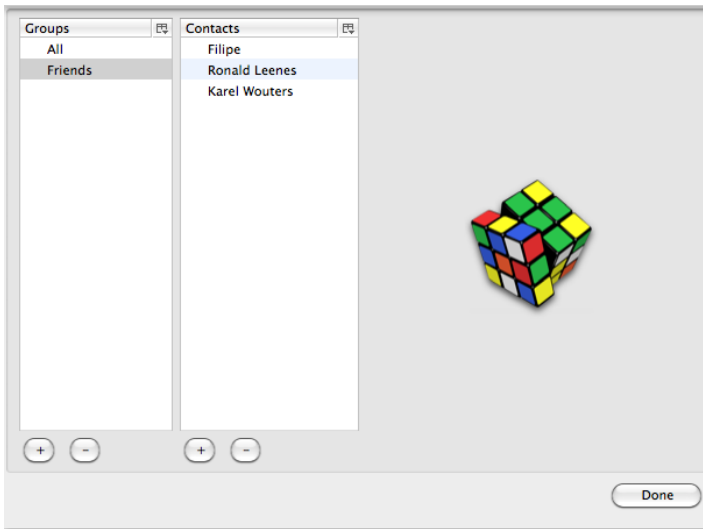 Groups
All
Friends
Contacts
Filipe
Ronald Leenes
Karel Wouters
+ -
+ -
Done